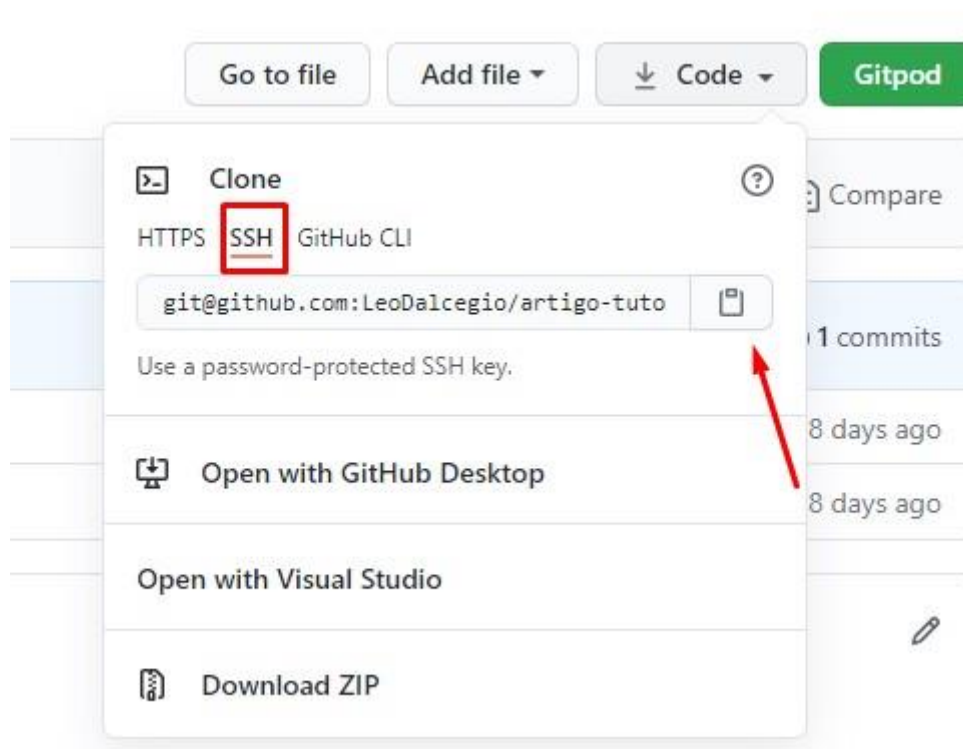 Go to file Add file Code Gitpod
Clone
Compare
HTTPS SSH GitHub CLI
git@github.com:LeoDalcegio/artigo-tuto
1 commits
Use a password-protected SSH key.
8 days ago
Open with GitHub Desktop
8 days ago
Open with Visual Studio
Download ZIP